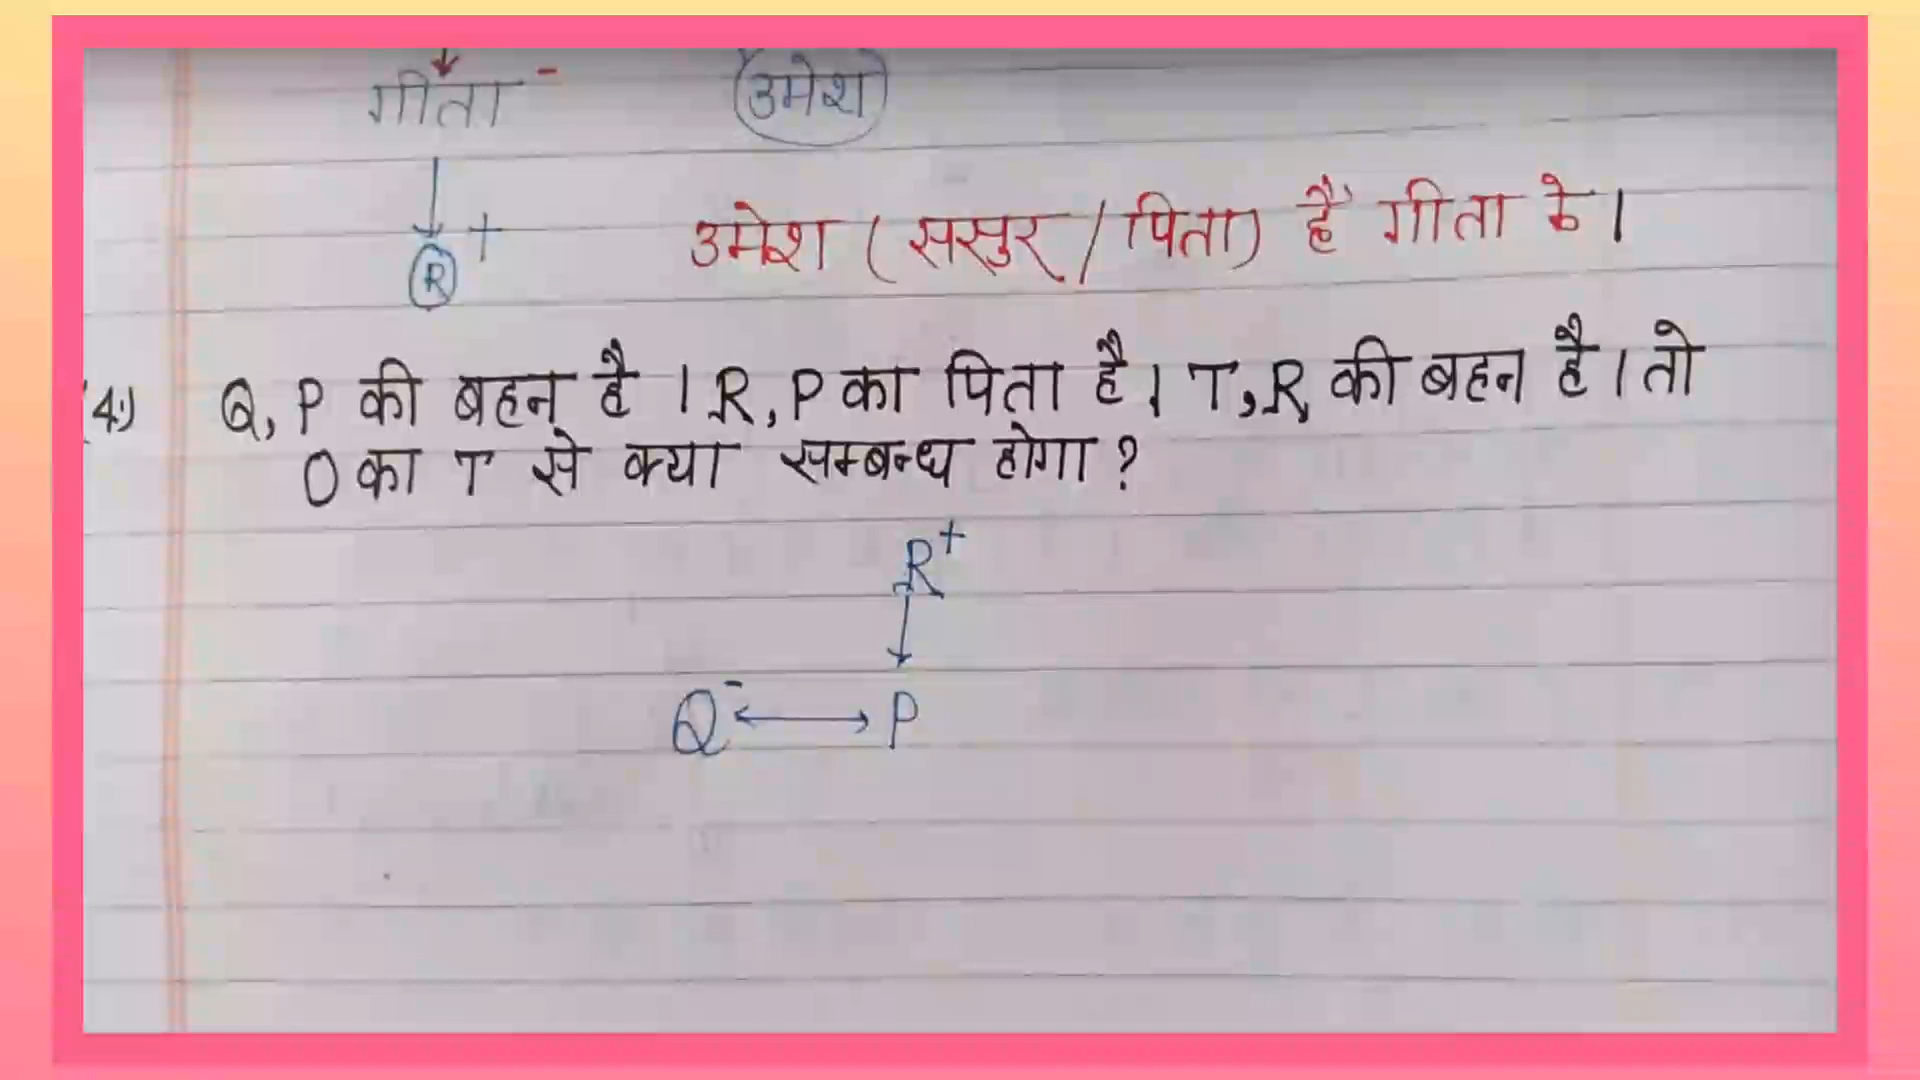 गीता - उमेश
R +
उमेश (ससुर / पिता) है गीता के।
(4.) Q, P की बहन है। R, P का पिता है। T, R की बहन है। तो
O का T से क्या सम्बन्ध होगा ?
R+
Q- P